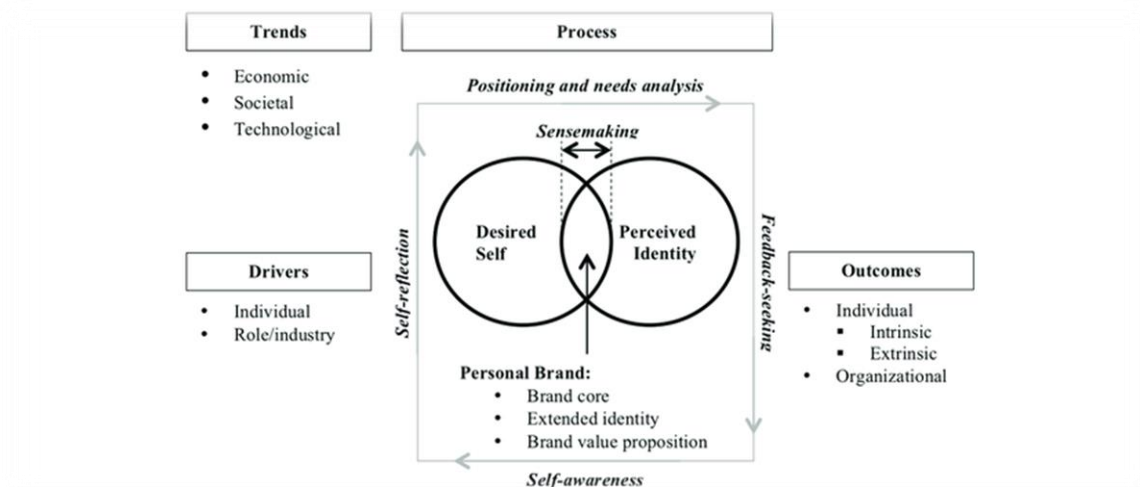 Trends
Process
Economic
Societal
Technological
Positioning and needs analysis
Sensemaking
Desired
Self
Perceived
Identity
Self-reflection
Feedback-seeking
Drivers
Individual
Role/industry
Outcomes
Individual
Intrinsic
Extrinsic
Organizational
Personal Brand:
Brand core
Extended identity
Brand value proposition
Self-awareness